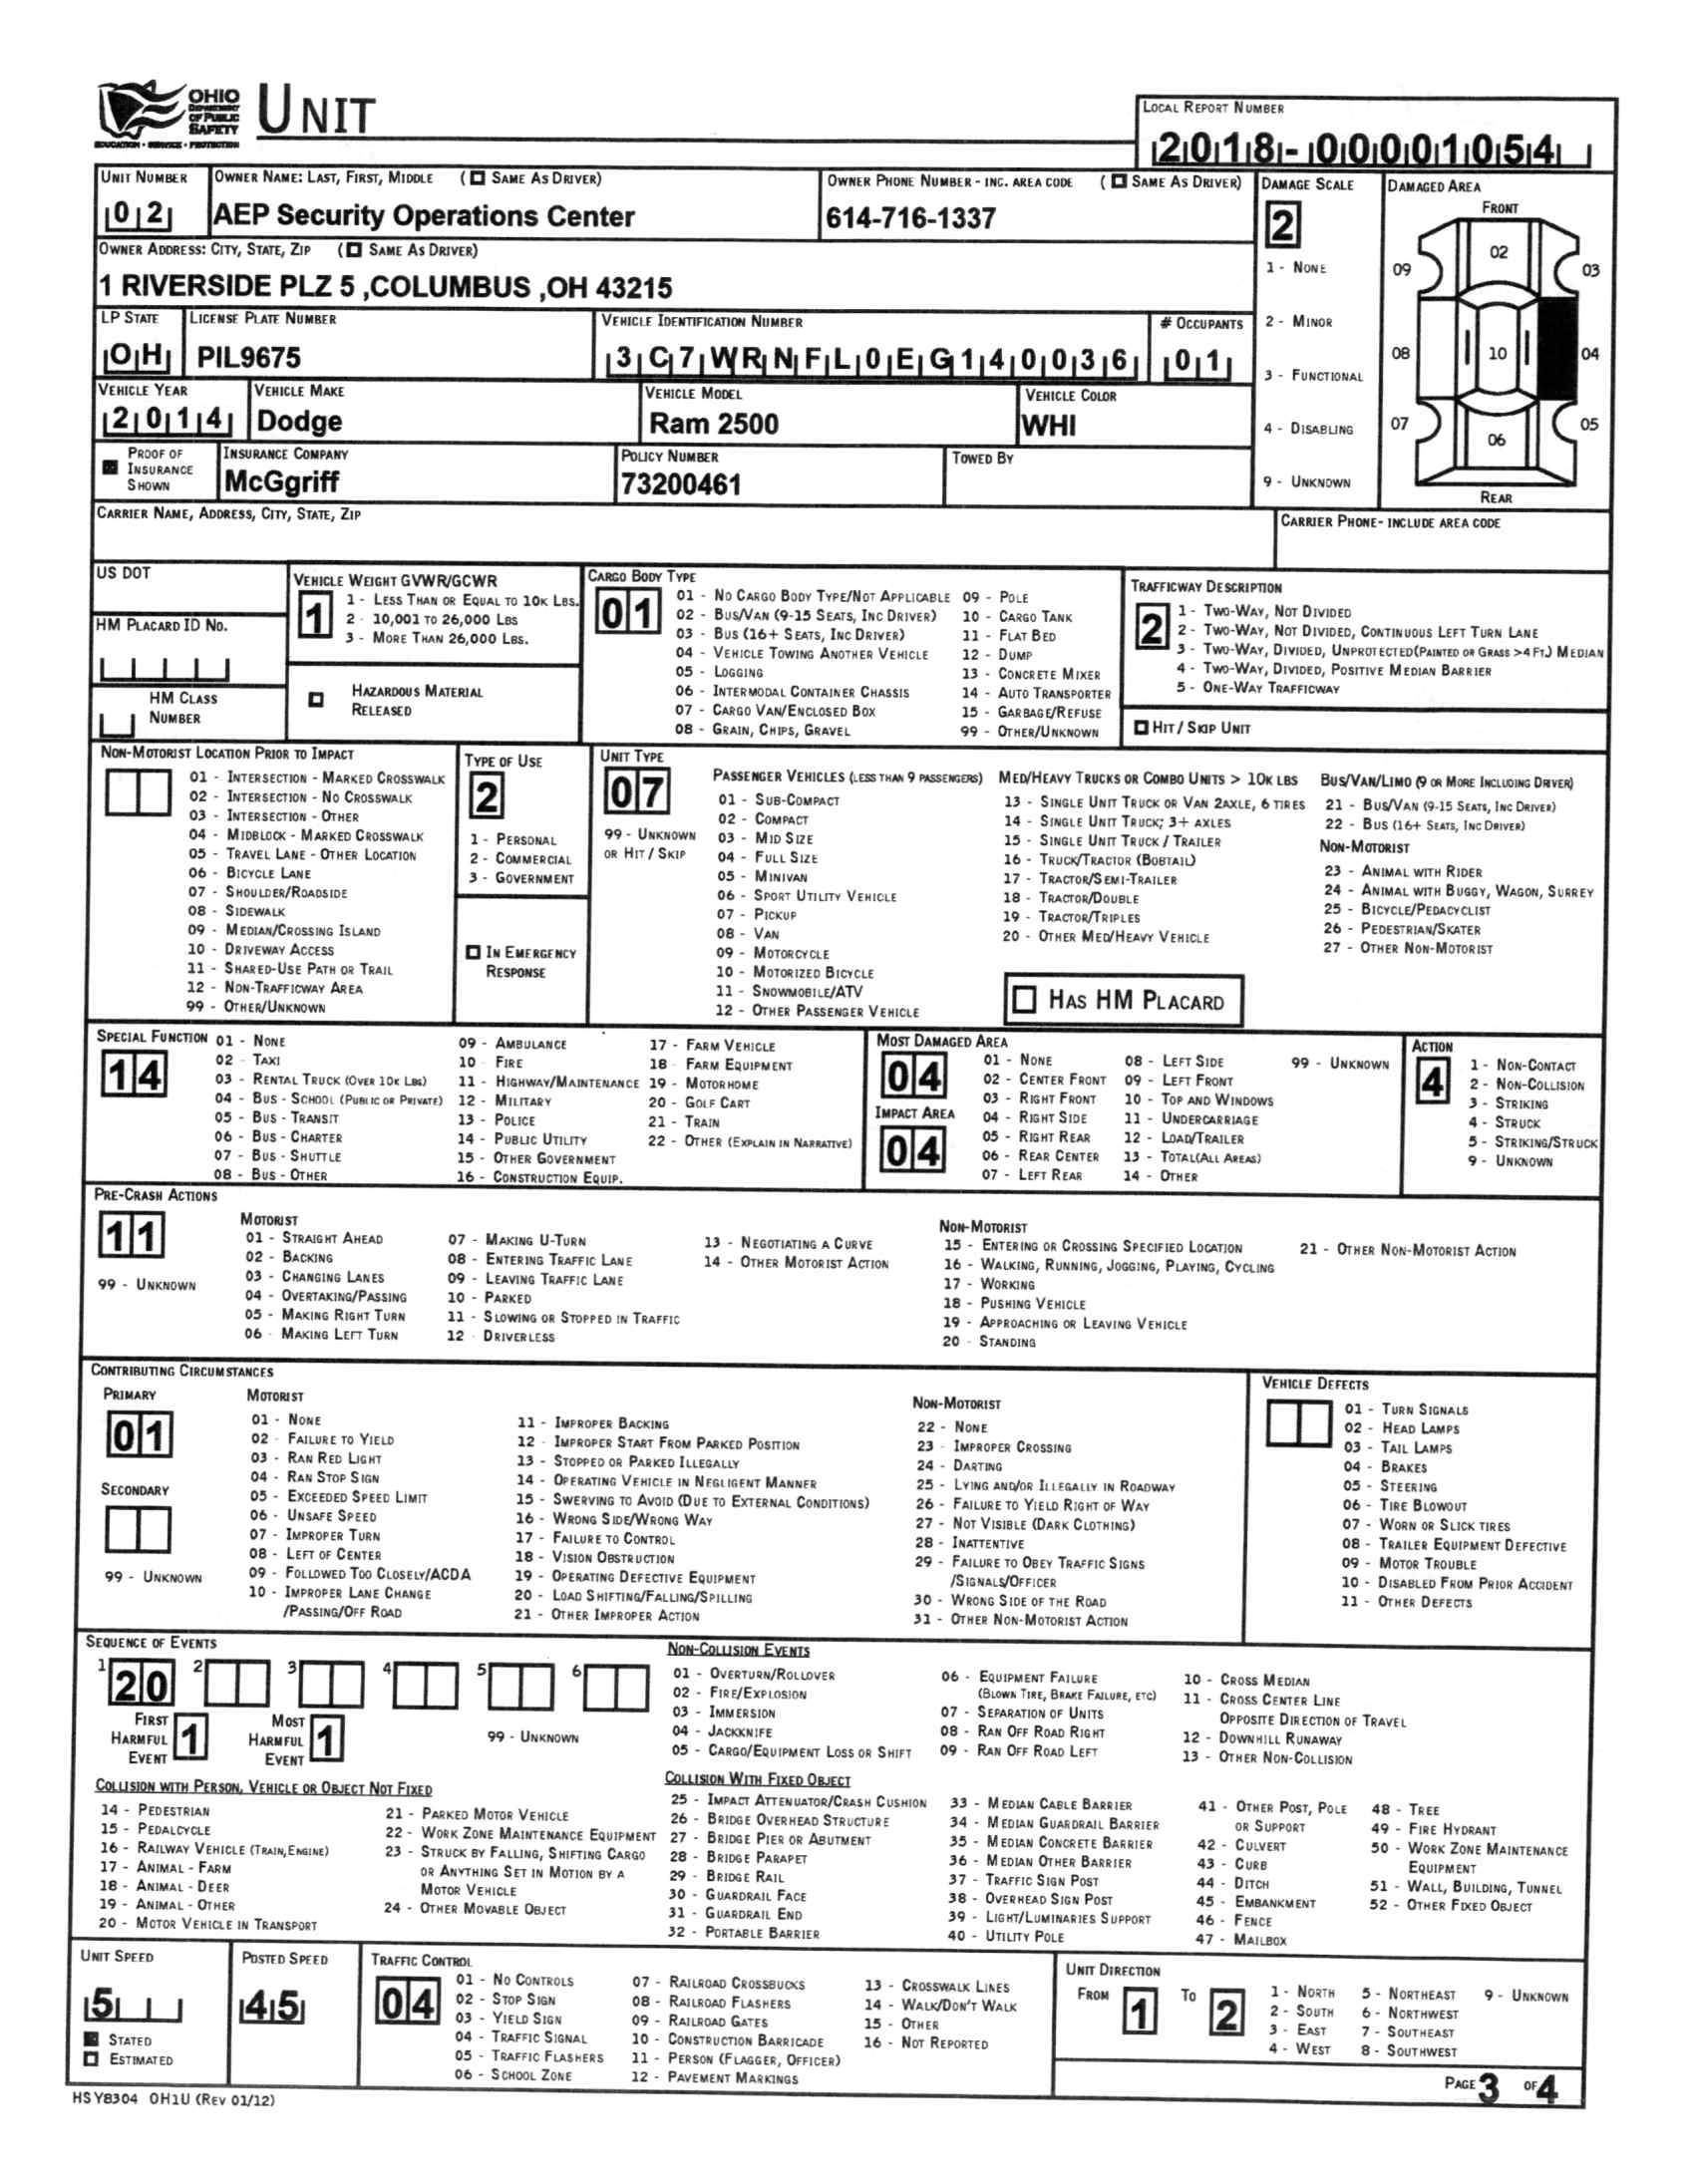 OHIO
DEPARTMENT
OF PUBLIC
SAFETY
EDUCATION • SERVICE • PROTECTION
UNIT
LOCAL REPORT NUMBER
2018-00001054
UNIT NUMBER
02
OWNER NAME: LAST, FIRST, MIDDLE ( SAME AS DRIVER)
AEP Security Operations Center
OWNER PHONE NUMBER - INC. AREA CODE ( SAME AS DRIVER)
614-716-1337
OWNER ADDRESS: CITY, STATE, ZIP ( SAME AS DRIVER)
1 RIVERSIDE PLZ 5 ,COLUMBUS ,OH 43215
DAMAGE SCALE
2
1 - NONE
2 - MINOR
3 - FUNCTIONAL
4 - DISABLING
9 - UNKNOWN
DAMAGED AREA
FRONT
02
09 03
08 10 04
07 05
06
REAR
LP STATE
OH
LICENSE PLATE NUMBER
PIL9675
VEHICLE IDENTIFICATION NUMBER
3C7WRNFL0EG140036
# OCCUPANTS
01
VEHICLE YEAR
2014
VEHICLE MAKE
Dodge
VEHICLE MODEL
Ram 2500
VEHICLE COLOR
WHI
PROOF OF
INSURANCE
SHOWN
INSURANCE COMPANY
McGgriff
POLICY NUMBER
73200461
TOWED BY
CARRIER NAME, ADDRESS, CITY, STATE, ZIP
CARRIER PHONE- INCLUDE AREA CODE
US DOT
HM PLACARD ID NO.
HM CLASS
NUMBER
VEHICLE WEIGHT GVWR/GCWR
1
1 - LESS THAN OR EQUAL TO 10K LBS.
2 - 10,001 TO 26,000 LBS
3 - MORE THAN 26,000 LBS.
HAZARDOUS MATERIAL
RELEASED
CARGO BODY TYPE
01
01 - NO CARGO BODY TYPE/NOT APPLICABLE
02 - BUS/VAN (9-15 SEATS, INC DRIVER)
03 - BUS (16+ SEATS, INC DRIVER)
04 - VEHICLE TOWING ANOTHER VEHICLE
05 - LOGGING
06 - INTERMODAL CONTAINER CHASSIS
07 - CARGO VAN/ENCLOSED BOX
08 - GRAIN, CHIPS, GRAVEL
09 - POLE
10 - CARGO TANK
11 - FLAT BED
12 - DUMP
13 - CONCRETE MIXER
14 - AUTO TRANSPORTER
15 - GARBAGE/REFUSE
99 - OTHER/UNKNOWN
TRAFFICWAY DESCRIPTION
2
1 - TWO-WAY, NOT DIVIDED
2 - TWO-WAY, NOT DIVIDED, CONTINUOUS LEFT TURN LANE
3 - TWO-WAY, DIVIDED, UNPROTECTED(PAINTED OR GRASS >4 FT.) MEDIAN
4 - TWO-WAY, DIVIDED, POSITIVE MEDIAN BARRIER
5 - ONE-WAY TRAFFICWAY
HIT / SKIP UNIT
NON-MOTORIST LOCATION PRIOR TO IMPACT
01 - INTERSECTION - MARKED CROSSWALK
02 - INTERSECTION - NO CROSSWALK
03 - INTERSECTION - OTHER
04 - MIDBLOCK - MARKED CROSSWALK
05 - TRAVEL LANE - OTHER LOCATION
06 - BICYCLE LANE
07 - SHOULDER/ROADSIDE
08 - SIDEWALK
09 - MEDIAN/CROSSING ISLAND
10 - DRIVEWAY ACCESS
11 - SHARED-USE PATH OR TRAIL
12 - NON-TRAFFICWAY AREA
99 - OTHER/UNKNOWN
TYPE OF USE
2
1 - PERSONAL
2 - COMMERCIAL
3 - GOVERNMENT
IN EMERGENCY
RESPONSE
UNIT TYPE
07
99 - UNKNOWN
OR HIT / SKIP
PASSENGER VEHICLES (LESS THAN 9 PASSENGERS)
01 - SUB-COMPACT
02 - COMPACT
03 - MID SIZE
04 - FULL SIZE
05 - MINIVAN
06 - SPORT UTILITY VEHICLE
07 - PICKUP
08 - VAN
09 - MOTORCYCLE
10 - MOTORIZED BICYCLE
11 - SNOWMOBILE/ATV
12 - OTHER PASSENGER VEHICLE
MED/HEAVY TRUCKS OR COMBO UNITS > 10K LBS
13 - SINGLE UNIT TRUCK OR VAN 2AXLE, 6 TIRES
14 - SINGLE UNIT TRUCK; 3+ AXLES
15 - SINGLE UNIT TRUCK / TRAILER
16 - TRUCK/TRACTOR (BOBTAIL)
17 - TRACTOR/SEMI-TRAILER
18 - TRACTOR/DOUBLE
19 - TRACTOR/TRIPLES
20 - OTHER MED/HEAVY VEHICLE
HAS HM PLACARD
BUS/VAN/LIMO (9 OR MORE INCLUDING DRIVER)
21 - BUS/VAN (9-15 SEATS, INC DRIVER)
22 - BUS (16+ SEATS, INC DRIVER)
NON-MOTORIST
23 - ANIMAL WITH RIDER
24 - ANIMAL WITH BUGGY, WAGON, SURREY
25 - BICYCLE/PEDACYCLIST
26 - PEDESTRIAN/SKATER
27 - OTHER NON-MOTORIST
SPECIAL FUNCTION
14
01 - NONE
02 - TAXI
03 - RENTAL TRUCK (OVER 10K LBS)
04 - BUS - SCHOOL (PUBLIC OR PRIVATE)
05 - BUS - TRANSIT
06 - BUS - CHARTER
07 - BUS - SHUTTLE
08 - BUS - OTHER
09 - AMBULANCE
10 - FIRE
11 - HIGHWAY/MAINTENANCE
12 - MILITARY
13 - POLICE
14 - PUBLIC UTILITY
15 - OTHER GOVERNMENT
16 - CONSTRUCTION EQUIP.
17 - FARM VEHICLE
18 - FARM EQUIPMENT
19 - MOTORHOME
20 - GOLF CART
21 - TRAIN
22 - OTHER (EXPLAIN IN NARRATIVE)
MOST DAMAGED AREA
04
IMPACT AREA
04
01 - NONE
02 - CENTER FRONT
03 - RIGHT FRONT
04 - RIGHT SIDE
05 - RIGHT REAR
06 - REAR CENTER
07 - LEFT REAR
08 - LEFT SIDE
09 - LEFT FRONT
10 - TOP AND WINDOWS
11 - UNDERCARRIAGE
12 - LOAD/TRAILER
13 - TOTAL(ALL AREAS)
14 - OTHER
99 - UNKNOWN
ACTION
4
1 - NON-CONTACT
2 - NON-COLLISION
3 - STRIKING
4 - STRUCK
5 - STRIKING/STRUCK
9 - UNKNOWN
PRE-CRASH ACTIONS
11
99 - UNKNOWN
MOTORIST
01 - STRAIGHT AHEAD
02 - BACKING
03 - CHANGING LANES
04 - OVERTAKING/PASSING
05 - MAKING RIGHT TURN
06 - MAKING LEFT TURN
07 - MAKING U-TURN
08 - ENTERING TRAFFIC LANE
09 - LEAVING TRAFFIC LANE
10 - PARKED
11 - SLOWING OR STOPPED IN TRAFFIC
12 - DRIVERLESS
13 - NEGOTIATING A CURVE
14 - OTHER MOTORIST ACTION
NON-MOTORIST
15 - ENTERING OR CROSSING SPECIFIED LOCATION
16 - WALKING, RUNNING, JOGGING, PLAYING, CYCLING
17 - WORKING
18 - PUSHING VEHICLE
19 - APPROACHING OR LEAVING VEHICLE
20 - STANDING
21 - OTHER NON-MOTORIST ACTION
CONTRIBUTING CIRCUMSTANCES
PRIMARY
01
SECONDARY
99 - UNKNOWN
MOTORIST
01 - NONE
02 - FAILURE TO YIELD
03 - RAN RED LIGHT
04 - RAN STOP SIGN
05 - EXCEEDED SPEED LIMIT
06 - UNSAFE SPEED
07 - IMPROPER TURN
08 - LEFT OF CENTER
09 - FOLLOWED TOO CLOSELY/ACDA
10 - IMPROPER LANE CHANGE
/PASSING/OFF ROAD
11 - IMPROPER BACKING
12 - IMPROPER START FROM PARKED POSITION
13 - STOPPED OR PARKED ILLEGALLY
14 - OPERATING VEHICLE IN NEGLIGENT MANNER
15 - SWERVING TO AVOID (DUE TO EXTERNAL CONDITIONS)
16 - WRONG SIDE/WRONG WAY
17 - FAILURE TO CONTROL
18 - VISION OBSTRUCTION
19 - OPERATING DEFECTIVE EQUIPMENT
20 - LOAD SHIFTING/FALLING/SPILLING
21 - OTHER IMPROPER ACTION
NON-MOTORIST
22 - NONE
23 - IMPROPER CROSSING
24 - DARTING
25 - LYING AND/OR ILLEGALLY IN ROADWAY
26 - FAILURE TO YIELD RIGHT OF WAY
27 - NOT VISIBLE (DARK CLOTHING)
28 - INATTENTIVE
29 - FAILURE TO OBEY TRAFFIC SIGNS
/SIGNALS/OFFICER
30 - WRONG SIDE OF THE ROAD
31 - OTHER NON-MOTORIST ACTION
VEHICLE DEFECTS
01 - TURN SIGNALS
02 - HEAD LAMPS
03 - TAIL LAMPS
04 - BRAKES
05 - STEERING
06 - TIRE BLOWOUT
07 - WORN OR SLICK TIRES
08 - TRAILER EQUIPMENT DEFECTIVE
09 - MOTOR TROUBLE
10 - DISABLED FROM PRIOR ACCIDENT
11 - OTHER DEFECTS
SEQUENCE OF EVENTS
1 20 2 3 4 5 6
FIRST
HARMFUL
EVENT
1
MOST
HARMFUL
EVENT
1
99 - UNKNOWN
NON-COLLISION EVENTS
01 - OVERTURN/ROLLOVER
02 - FIRE/EXPLOSION
03 - IMMERSION
04 - JACKKNIFE
05 - CARGO/EQUIPMENT LOSS OR SHIFT
06 - EQUIPMENT FAILURE
(BLOWN TIRE, BRAKE FAILURE, ETC)
07 - SEPARATION OF UNITS
08 - RAN OFF ROAD RIGHT
09 - RAN OFF ROAD LEFT
10 - CROSS MEDIAN
11 - CROSS CENTER LINE
OPPOSITE DIRECTION OF TRAVEL
12 - DOWNHILL RUNAWAY
13 - OTHER NON-COLLISION
COLLISION WITH PERSON, VEHICLE OR OBJECT NOT FIXED
14 - PEDESTRIAN
15 - PEDALCYCLE
16 - RAILWAY VEHICLE (TRAIN,ENGINE)
17 - ANIMAL - FARM
18 - ANIMAL - DEER
19 - ANIMAL - OTHER
20 - MOTOR VEHICLE IN TRANSPORT
21 - PARKED MOTOR VEHICLE
22 - WORK ZONE MAINTENANCE EQUIPMENT
23 - STRUCK BY FALLING, SHIFTING CARGO
OR ANYTHING SET IN MOTION BY A
MOTOR VEHICLE
24 - OTHER MOVABLE OBJECT
COLLISION WITH FIXED OBJECT
25 - IMPACT ATTENUATOR/CRASH CUSHION
26 - BRIDGE OVERHEAD STRUCTURE
27 - BRIDGE PIER OR ABUTMENT
28 - BRIDGE PARAPET
29 - BRIDGE RAIL
30 - GUARDRAIL FACE
31 - GUARDRAIL END
32 - PORTABLE BARRIER
33 - MEDIAN CABLE BARRIER
34 - MEDIAN GUARDRAIL BARRIER
35 - MEDIAN CONCRETE BARRIER
36 - MEDIAN OTHER BARRIER
37 - TRAFFIC SIGN POST
38 - OVERHEAD SIGN POST
39 - LIGHT/LUMINARIES SUPPORT
40 - UTILITY POLE
41 - OTHER POST, POLE
OR SUPPORT
42 - CULVERT
43 - CURB
44 - DITCH
45 - EMBANKMENT
46 - FENCE
47 - MAILBOX
48 - TREE
49 - FIRE HYDRANT
50 - WORK ZONE MAINTENANCE
EQUIPMENT
51 - WALL, BUILDING, TUNNEL
52 - OTHER FIXED OBJECT
UNIT SPEED
5
STATED
ESTIMATED
POSTED SPEED
45
TRAFFIC CONTROL
04
01 - NO CONTROLS
02 - STOP SIGN
03 - YIELD SIGN
04 - TRAFFIC SIGNAL
05 - TRAFFIC FLASHERS
06 - SCHOOL ZONE
07 - RAILROAD CROSSBUCKS
08 - RAILROAD FLASHERS
09 - RAILROAD GATES
10 - CONSTRUCTION BARRICADE
11 - PERSON (FLAGGER, OFFICER)
12 - PAVEMENT MARKINGS
13 - CROSSWALK LINES
14 - WALK/DON'T WALK
15 - OTHER
16 - NOT REPORTED
UNIT DIRECTION
FROM 1 TO 2
1 - NORTH
2 - SOUTH
3 - EAST
4 - WEST
5 - NORTHEAST
6 - NORTHWEST
7 - SOUTHEAST
8 - SOUTHWEST
9 - UNKNOWN
PAGE 3 OF 4
HSY8304 OH1U (REV 01/12)